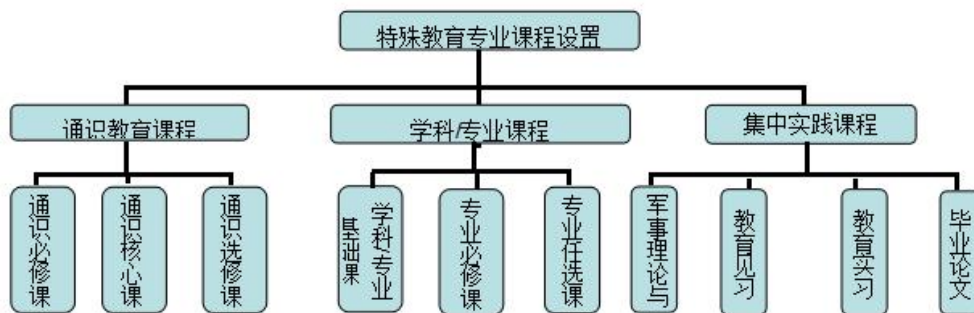 特殊教育专业课程设置
通识教育课程
学科/专业课程
集中实践课程
通识必修课
通识核心课
通识选修课
学科/专业
基础课
专业必修课
专业任选课
军事理论与
教育见习
教育实习
毕业论文